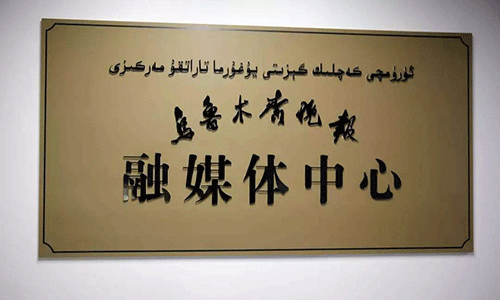 ئۈرۈمچى كەچلىك گېزىتى يۇغۇرما تاراتقۇ مەركىزى
乌鲁木齐晚报
融媒体中心